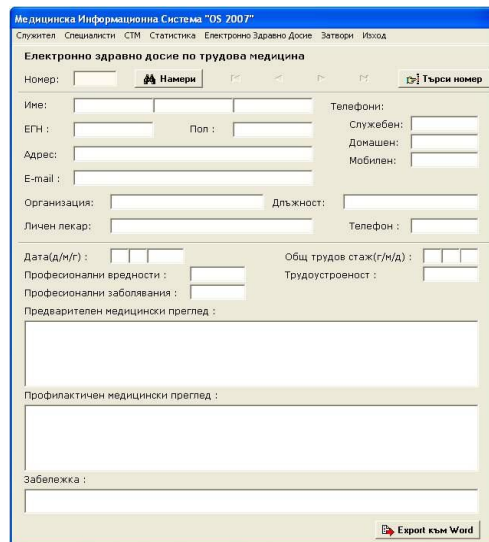 Медицинска Информационна Система "OS 2007"
Служител Специалисти СТМ Статистика Електронно Здравно Досие Затвори Изход
Електронно здравно досие по трудова медицина
Номер: Намери Търси номер
Име: Телефони:
ЕГН : Пол : Служебен:
Домашен:
Адрес: Мобилен:
E-mail :
Организация: Длъжност:
Личен лекар: Телефон :
Дата(д/м/г) : Общ трудов стаж(г/м/д) :
Професионални вредности : Трудоустроеност :
Професионални заболявания :
Предварителен медицински преглед :
Профилактичен медицински преглед :
Забележка :
Export към Word